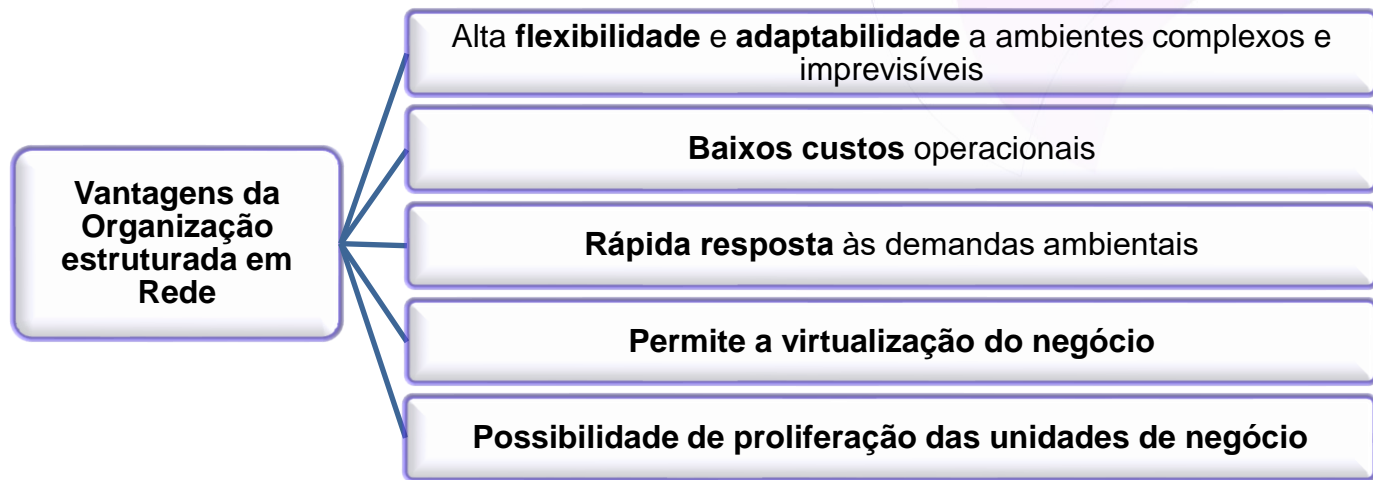 Alta flexibilidade e adaptabilidade a ambientes complexos e
imprevisíveis
Baixos custos operacionais
Vantagens da
Organização
estruturada em
Rede
Rápida resposta às demandas ambientais
Permite a virtualização do negócio
Possibilidade de proliferação das unidades de negócio